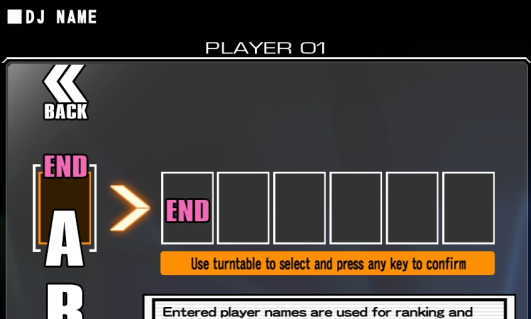 DJ NAME
PLAYER 01
BACK
END
END
A
B
Use turntable to select and press any key to confirm
Entered player names are used for ranking and